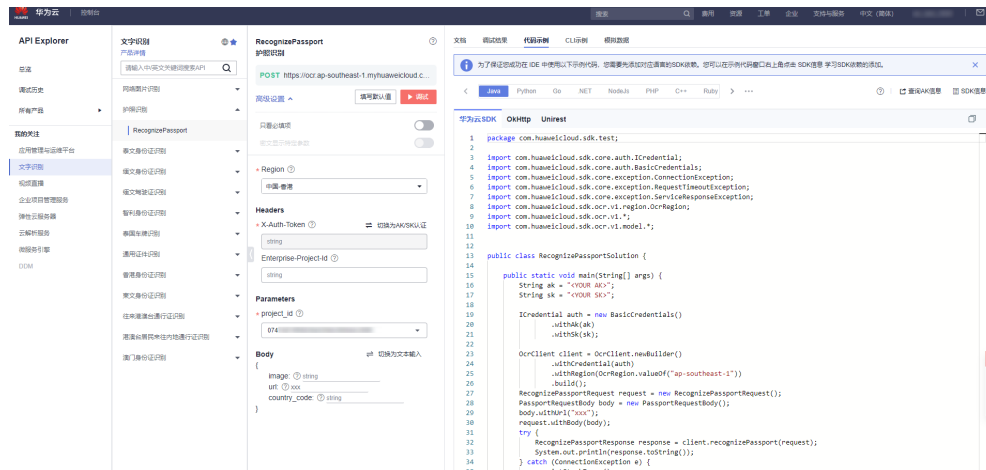 华为云 控制台
搜索 费用 资源 工单 企业 支持与服务 中文 (简体)
API Explorer
总览
调试历史
所有产品
我的关注
应用管理与运维平台
文字识别
视频直播
企业项目管理服务
弹性云服务器
云解析服务
微服务引擎
DDM
文字识别
产品详情
请输入中/英文关键词搜索API
网络图片识别
护照识别
RecognizePassport
泰文身份证识别
缅文身份证识别
缅文驾驶证识别
智利身份证识别
泰国车牌识别
通用证件识别
香港身份证识别
英文身份证识别
往来港澳台通行证识别
港澳台居民来往内地通行证识别
澳门身份证识别
RecognizePassport
护照识别
POST https://ocr.ap-southeast-1.myhuaweicloud.c...
高级设置 填写默认值 调试
只看必填项
* Region
中国-香港
Headers
* X-Auth-Token 切换为AK/SK认证
string
Enterprise-Project-Id
string
Parameters
* project_id
074
Body 切换为文本输入
{
image: string
url: xxx
country_code: string
}
文档 调试结果 代码示例 CLI示例 模拟数据
为了保证您成功在 IDE 中使用以下示例代码、您需要先添加对应语言的SDK依赖。您可以在示例代码窗口右上角点击 SDK信息 学习SDK依赖的添加。
Java Python Go .NET NodeJs PHP C++ Ruby
查询AK信息 SDK信息
华为云SDK OkHttp Unirest
1 package com.huaweicloud.sdk.test;
2
3 import com.huaweicloud.sdk.core.auth.ICredential;
4 import com.huaweicloud.sdk.core.auth.BasicCredentials;
5 import com.huaweicloud.sdk.core.exception.ConnectionException;
6 import com.huaweicloud.sdk.core.exception.RequestTimeoutException;
7 import com.huaweicloud.sdk.core.exception.ServiceResponseException;
8 import com.huaweicloud.sdk.ocr.v1.region.OcrRegion;
9 import com.huaweicloud.sdk.ocr.v1.*;
10 import com.huaweicloud.sdk.ocr.v1.model.*;
11
12
13 public class RecognizePassportSolution {
14
15 public static void main(String[] args) {
16 String ak = "<YOUR AK>";
17 String sk = "<YOUR SK>";
18
19 ICredential auth = new BasicCredentials()
20 .withAk(ak)
21 .withSk(sk);
22
23 OcrClient client = OcrClient.newBuilder()
24 .withCredential(auth)
25 .withRegion(OcrRegion.valueOf("ap-southeast-1"))
26 .build();
27 RecognizePassportRequest request = new RecognizePassportRequest();
28 PassportRequestBody body = new PassportRequestBody();
29 body.withUrl("xxx");
30 request.withBody(body);
31 try {
32 RecognizePassportResponse response = client.recognizePassport(request);
33 System.out.println(response.toString());
34 } catch (ConnectionException e) {